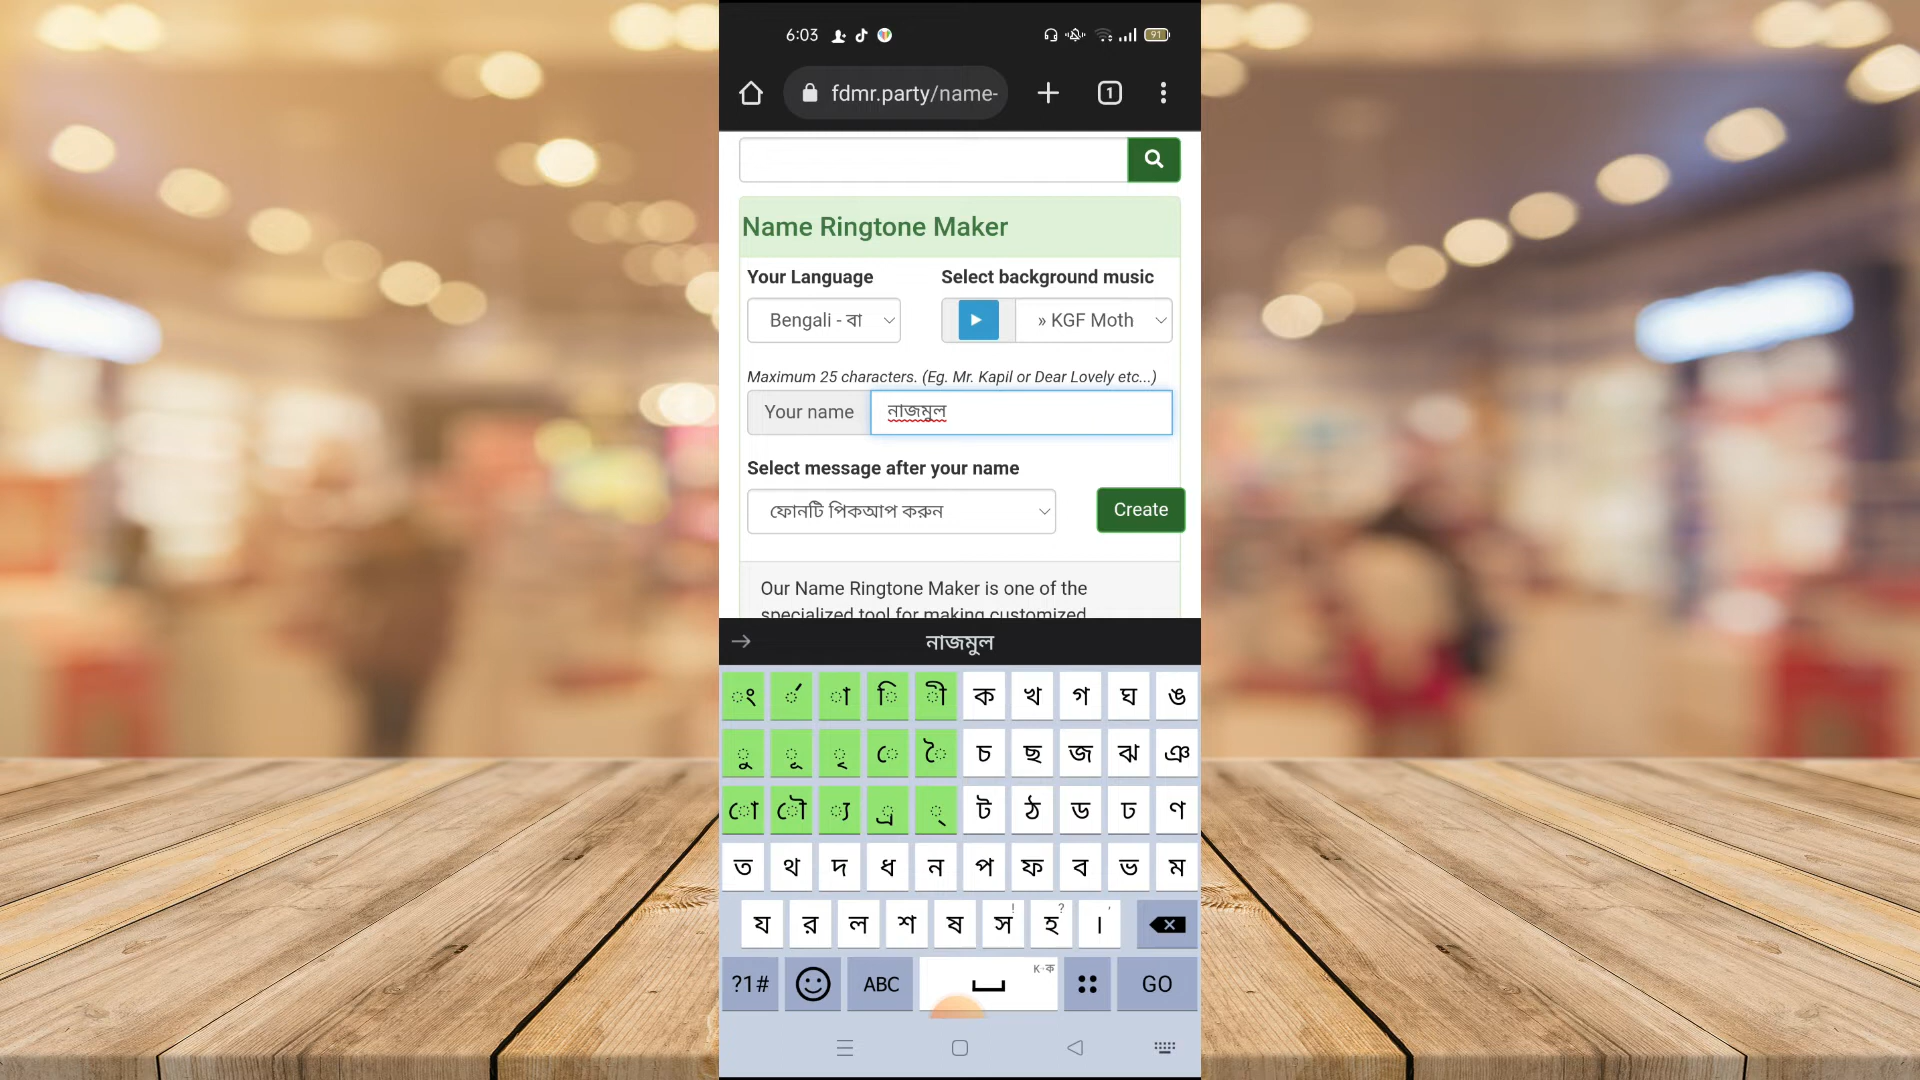 6:03
91
fdmr.party/name-
1
Name Ringtone Maker
Your Language
Select background music
Bengali - বা
» KGF Moth
Maximum 25 characters. (Eg. Mr. Kapil or Dear Lovely etc...)
Your name
নাজমুল
Select message after your name
ফোনটি পিকআপ করুন
Create
Our Name Ringtone Maker is one of the
specialized tool for making customized
নাজমুল
ং র্ া ি ী ক খ গ ঘ ঙ
ু ূ ৃ ে ৈ চ ছ জ ঝ ঞ
ো ৌ ্য ্র ্ ট ঠ ড ঢ ণ
ত থ দ ধ ন প ফ ব ভ ম
য র ল শ ষ স ! হ ? । ,
?1# ABC K-ক GO